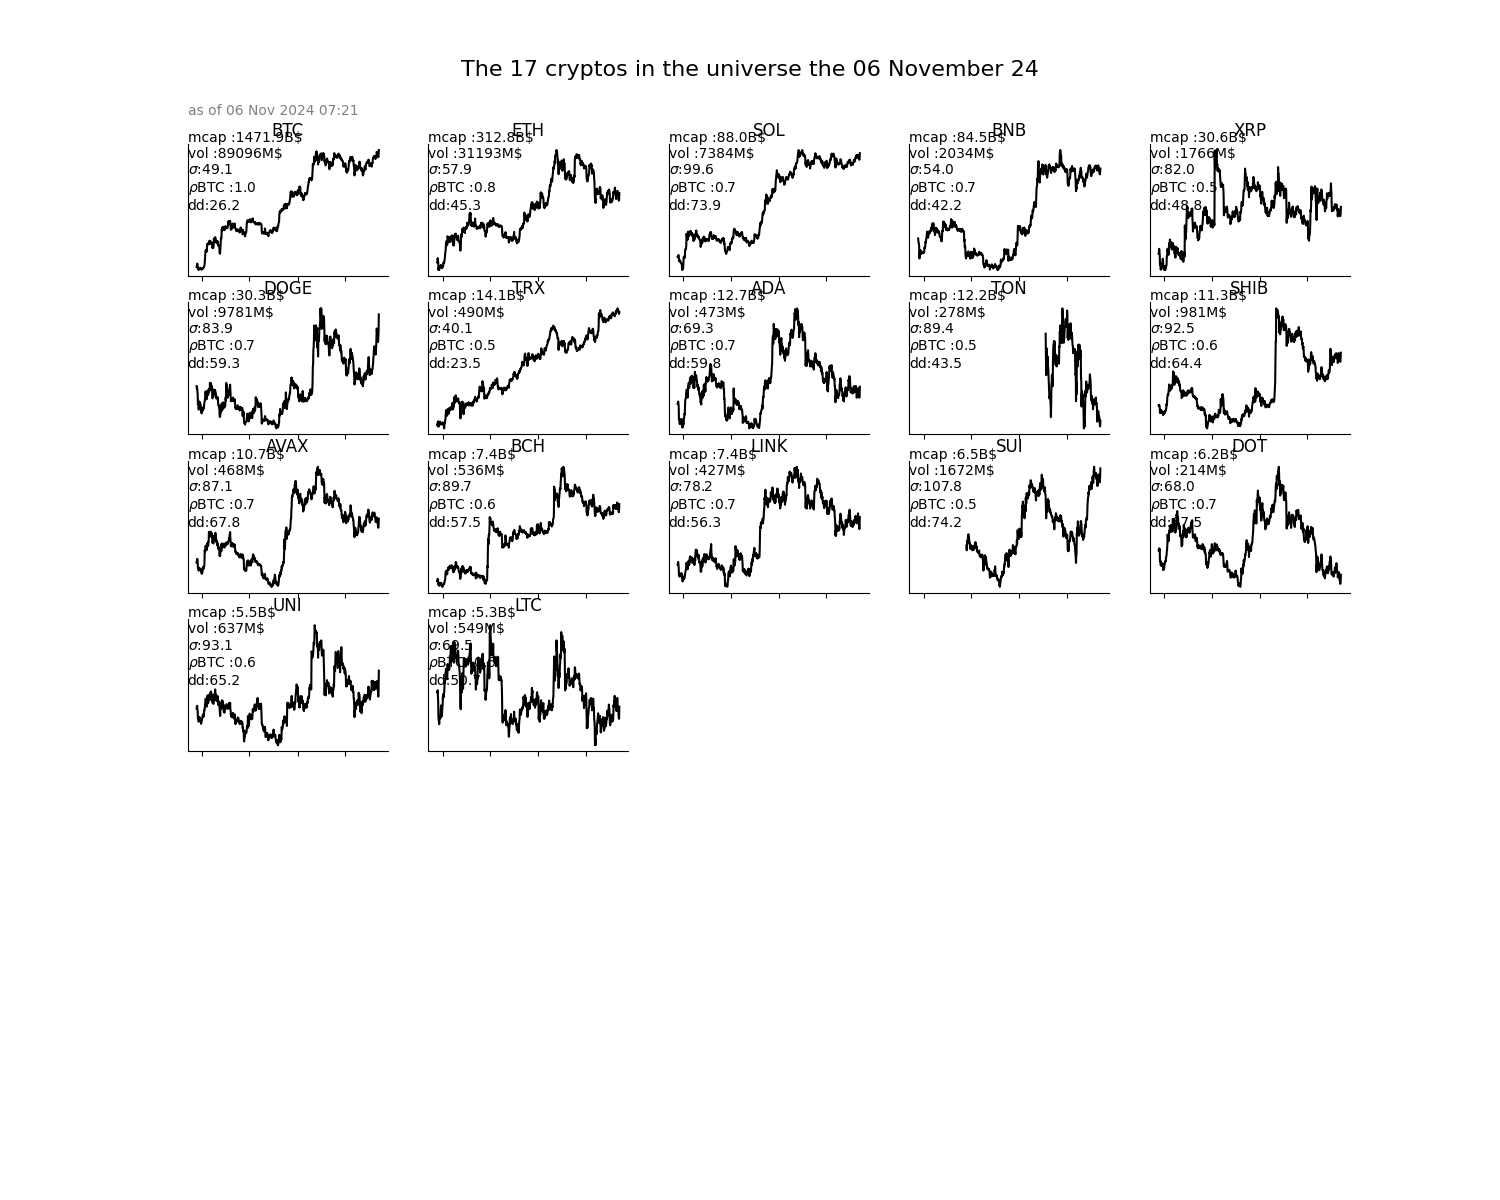 The 17 cryptos in the universe the 06 November 24
as of 06 Nov 2024 07:21
BTC
mcap :1471.9B$
vol :89096M$
σ:49.1
ρBTC :1.0
dd:26.2
ETH
mcap :312.8B$
vol :31193M$
σ:57.9
ρBTC :0.8
dd:45.3
SOL
mcap :88.0B$
vol :7384M$
σ:99.6
ρBTC :0.7
dd:73.9
BNB
mcap :84.5B$
vol :2034M$
σ:54.0
ρBTC :0.7
dd:42.2
XRP
mcap :30.6B$
vol :1766M$
σ:82.0
ρBTC :0.5
dd:48.8
DOGE
mcap :30.3B$
vol :9781M$
σ:83.9
ρBTC :0.7
dd:59.3
TRX
mcap :14.1B$
vol :490M$
σ:40.1
ρBTC :0.5
dd:23.5
ADA
mcap :12.7B$
vol :473M$
σ:69.3
ρBTC :0.7
dd:59.8
TON
mcap :12.2B$
vol :278M$
σ:89.4
ρBTC :0.5
dd:43.5
SHIB
mcap :11.3B$
vol :981M$
σ:92.5
ρBTC :0.6
dd:64.4
AVAX
mcap :10.7B$
vol :468M$
σ:87.1
ρBTC :0.7
dd:67.8
BCH
mcap :7.4B$
vol :536M$
σ:89.7
ρBTC :0.6
dd:57.5
LINK
mcap :7.4B$
vol :427M$
σ:78.2
ρBTC :0.7
dd:56.3
SUI
mcap :6.5B$
vol :1672M$
σ:107.8
ρBTC :0.5
dd:74.2
DOT
mcap :6.2B$
vol :214M$
σ:68.0
ρBTC :0.7
UNI
mcap :5.5B$
vol :637M$
σ:93.1
ρBTC :0.6
dd:65.2
LTC
mcap :5.3B$
vol :549M$